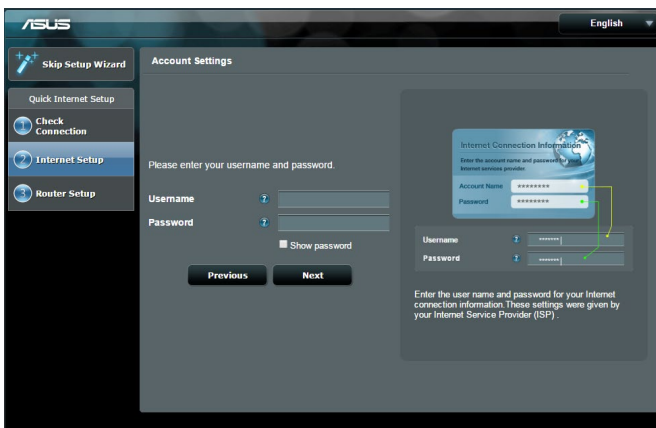 ASUS
English
Skip Setup Wizard
Quick Internet Setup
1 Check
Connection
2 Internet Setup
3 Router Setup
Account Settings
Please enter your username and password.
Username ?
Password ?
Show password
Previous Next
Internet Connection Information
Enter the account name and password for your
Internet services provider
Account Name ********
Password ********
Username ? *******|
Password ? *******|
Enter the user name and password for your Internet
connection information.These settings were given by
your Internet Service Provider (ISP) .